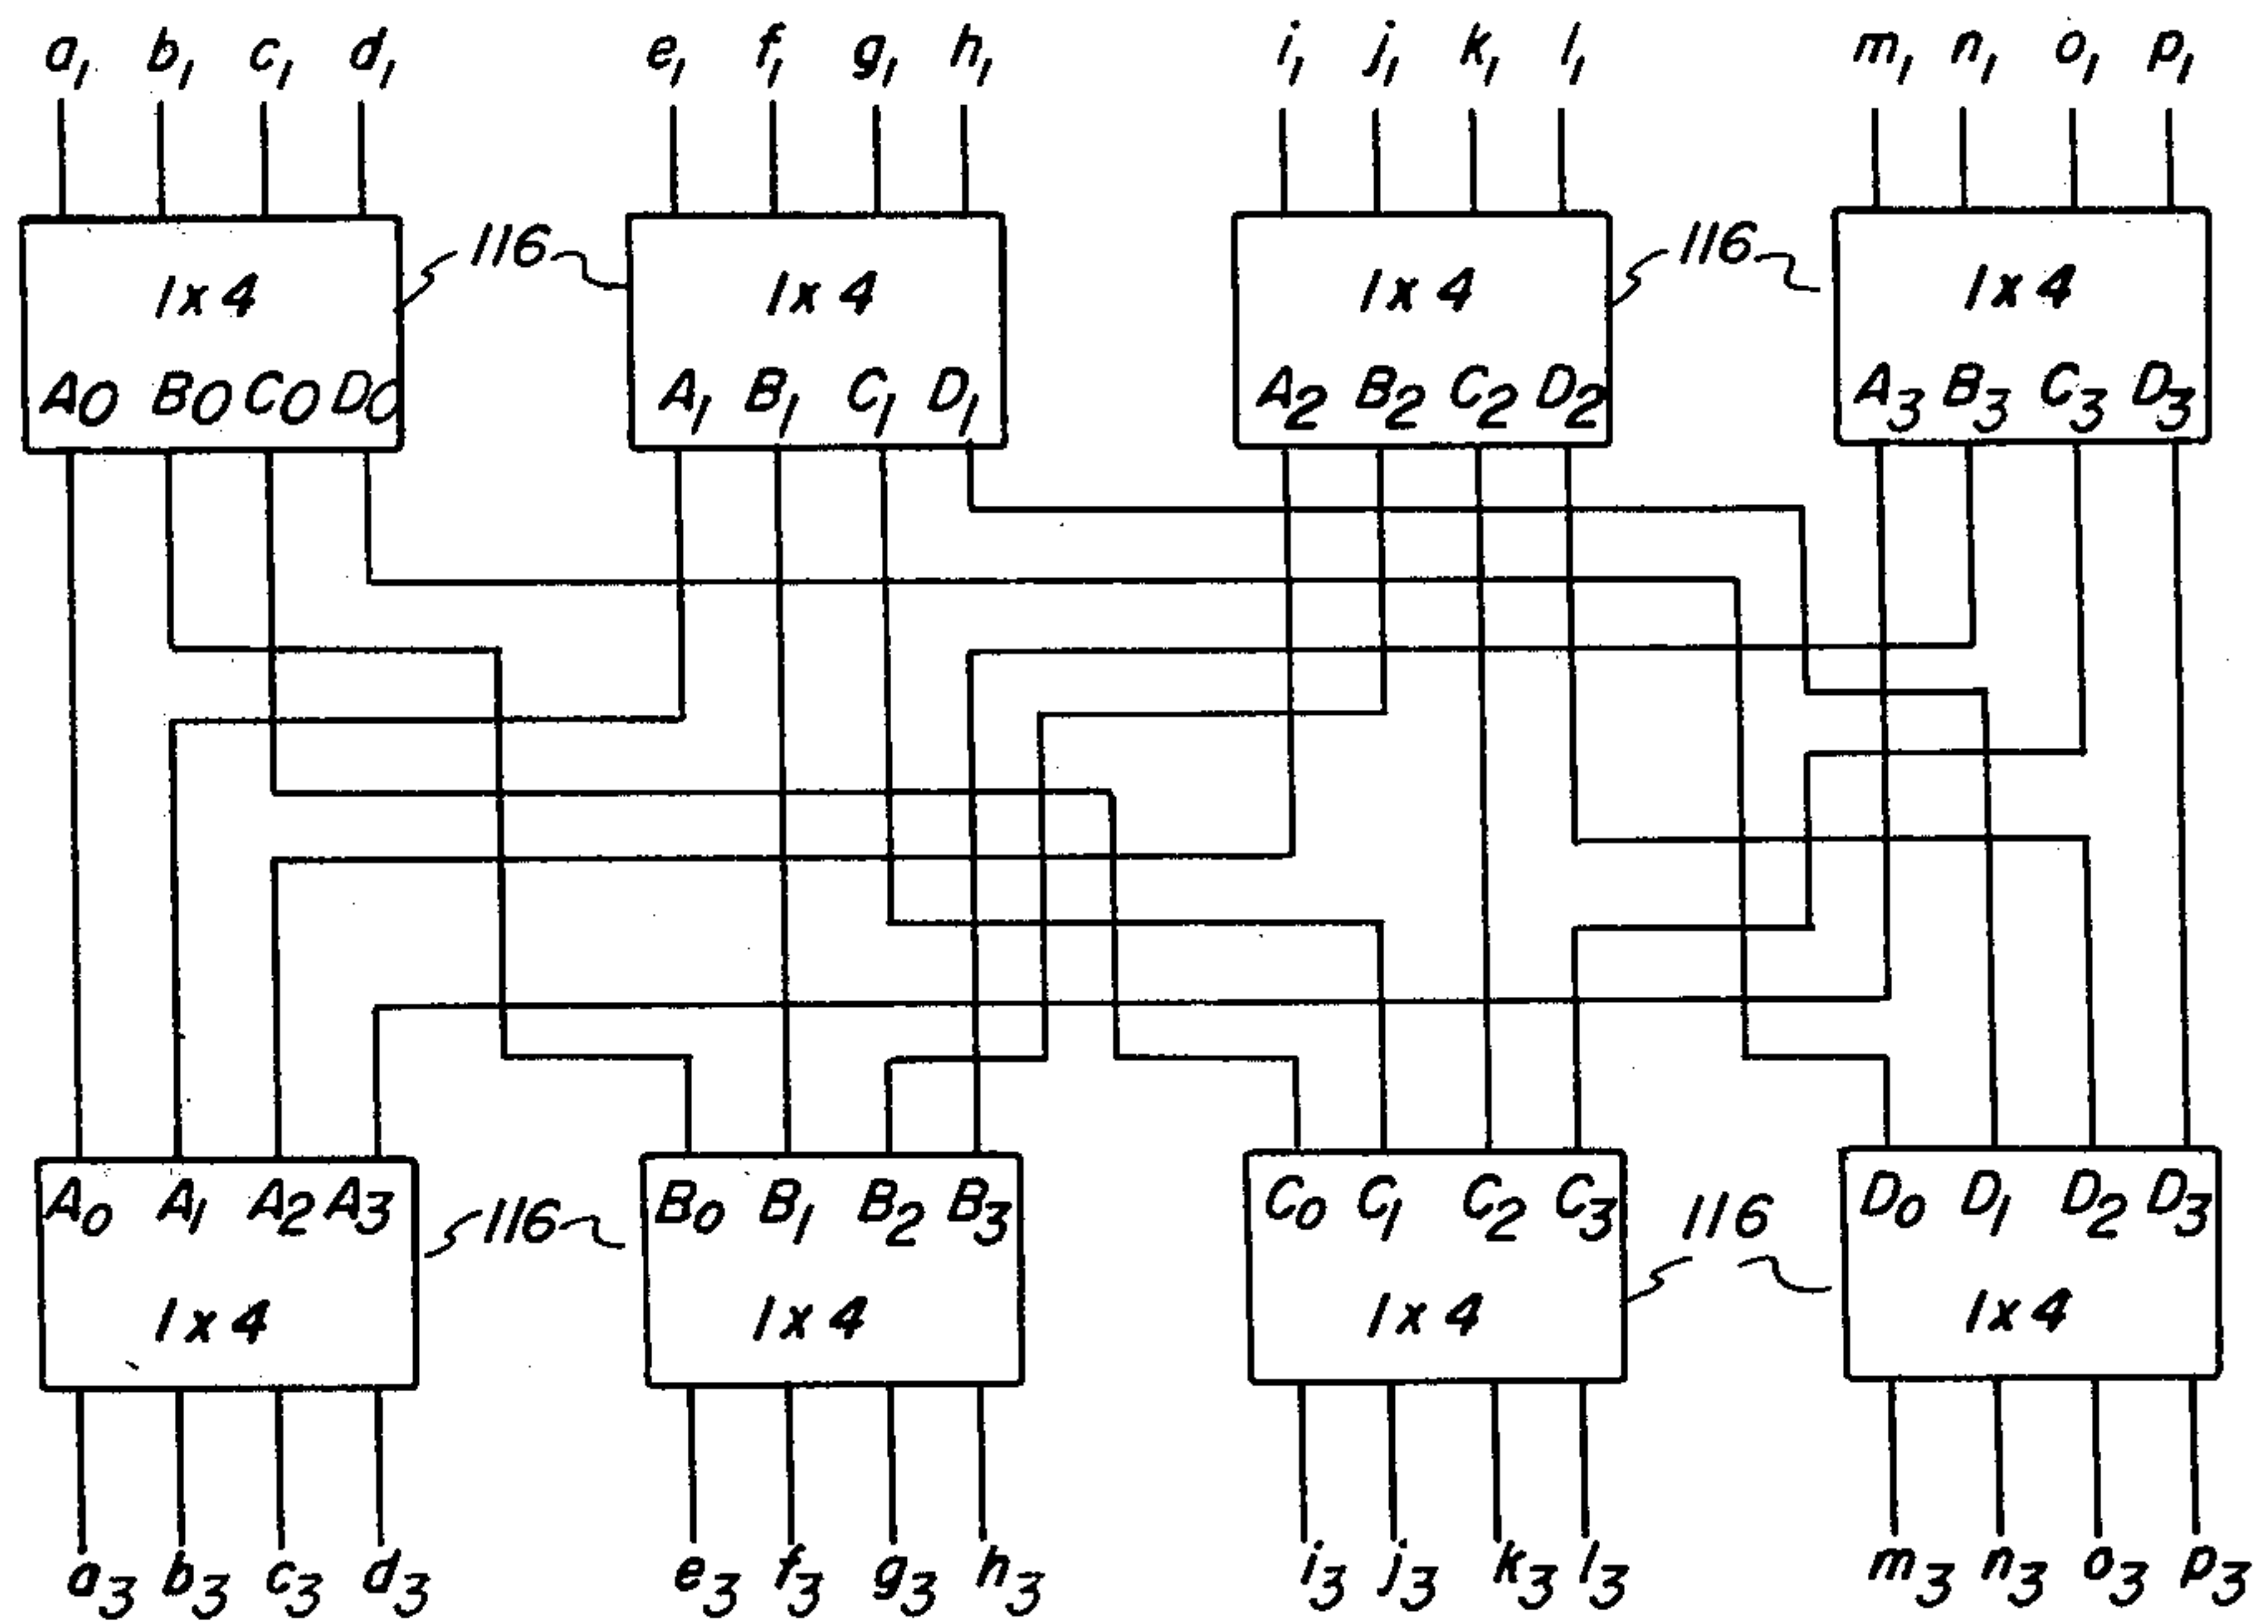 a₁ b₁ c₁ d₁ e₁ f₁ g₁ h₁ i₁ j₁ k₁ l₁ m₁ n₁ o₁ p₁
116 116
1x4 1x4 1x4 1x4
A₀ B₀ C₀ D₀ A₁ B₁ C₁ D₁ A₂ B₂ C₂ D₂ A₃ B₃ C₃ D₃
A₀ A₁ A₂ A₃ B₀ B₁ B₂ B₃ C₀ C₁ C₂ C₃ D₀ D₁ D₂ D₃
116 116
1x4 1x4 1x4 1x4
a₃ b₃ c₃ d₃ e₃ f₃ g₃ h₃ i₃ j₃ k₃ l₃ m₃ n₃ o₃ p₃